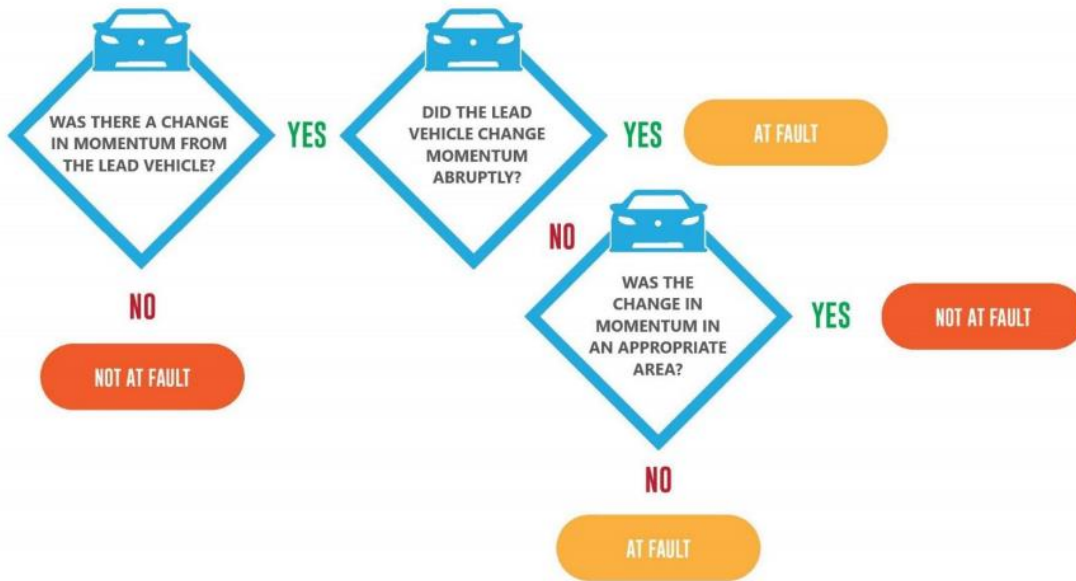 WAS THERE A CHANGE
IN MOMENTUM FROM
THE LEAD VEHICLE?
YES
DID THE LEAD
VEHICLE CHANGE
MOMENTUM
ABRUPTLY?
YES
AT FAULT
NO
NOT AT FAULT
NO
WAS THE
CHANGE IN
MOMENTUM IN
AN APPROPRIATE
AREA?
YES
NOT AT FAULT
NO
AT FAULT